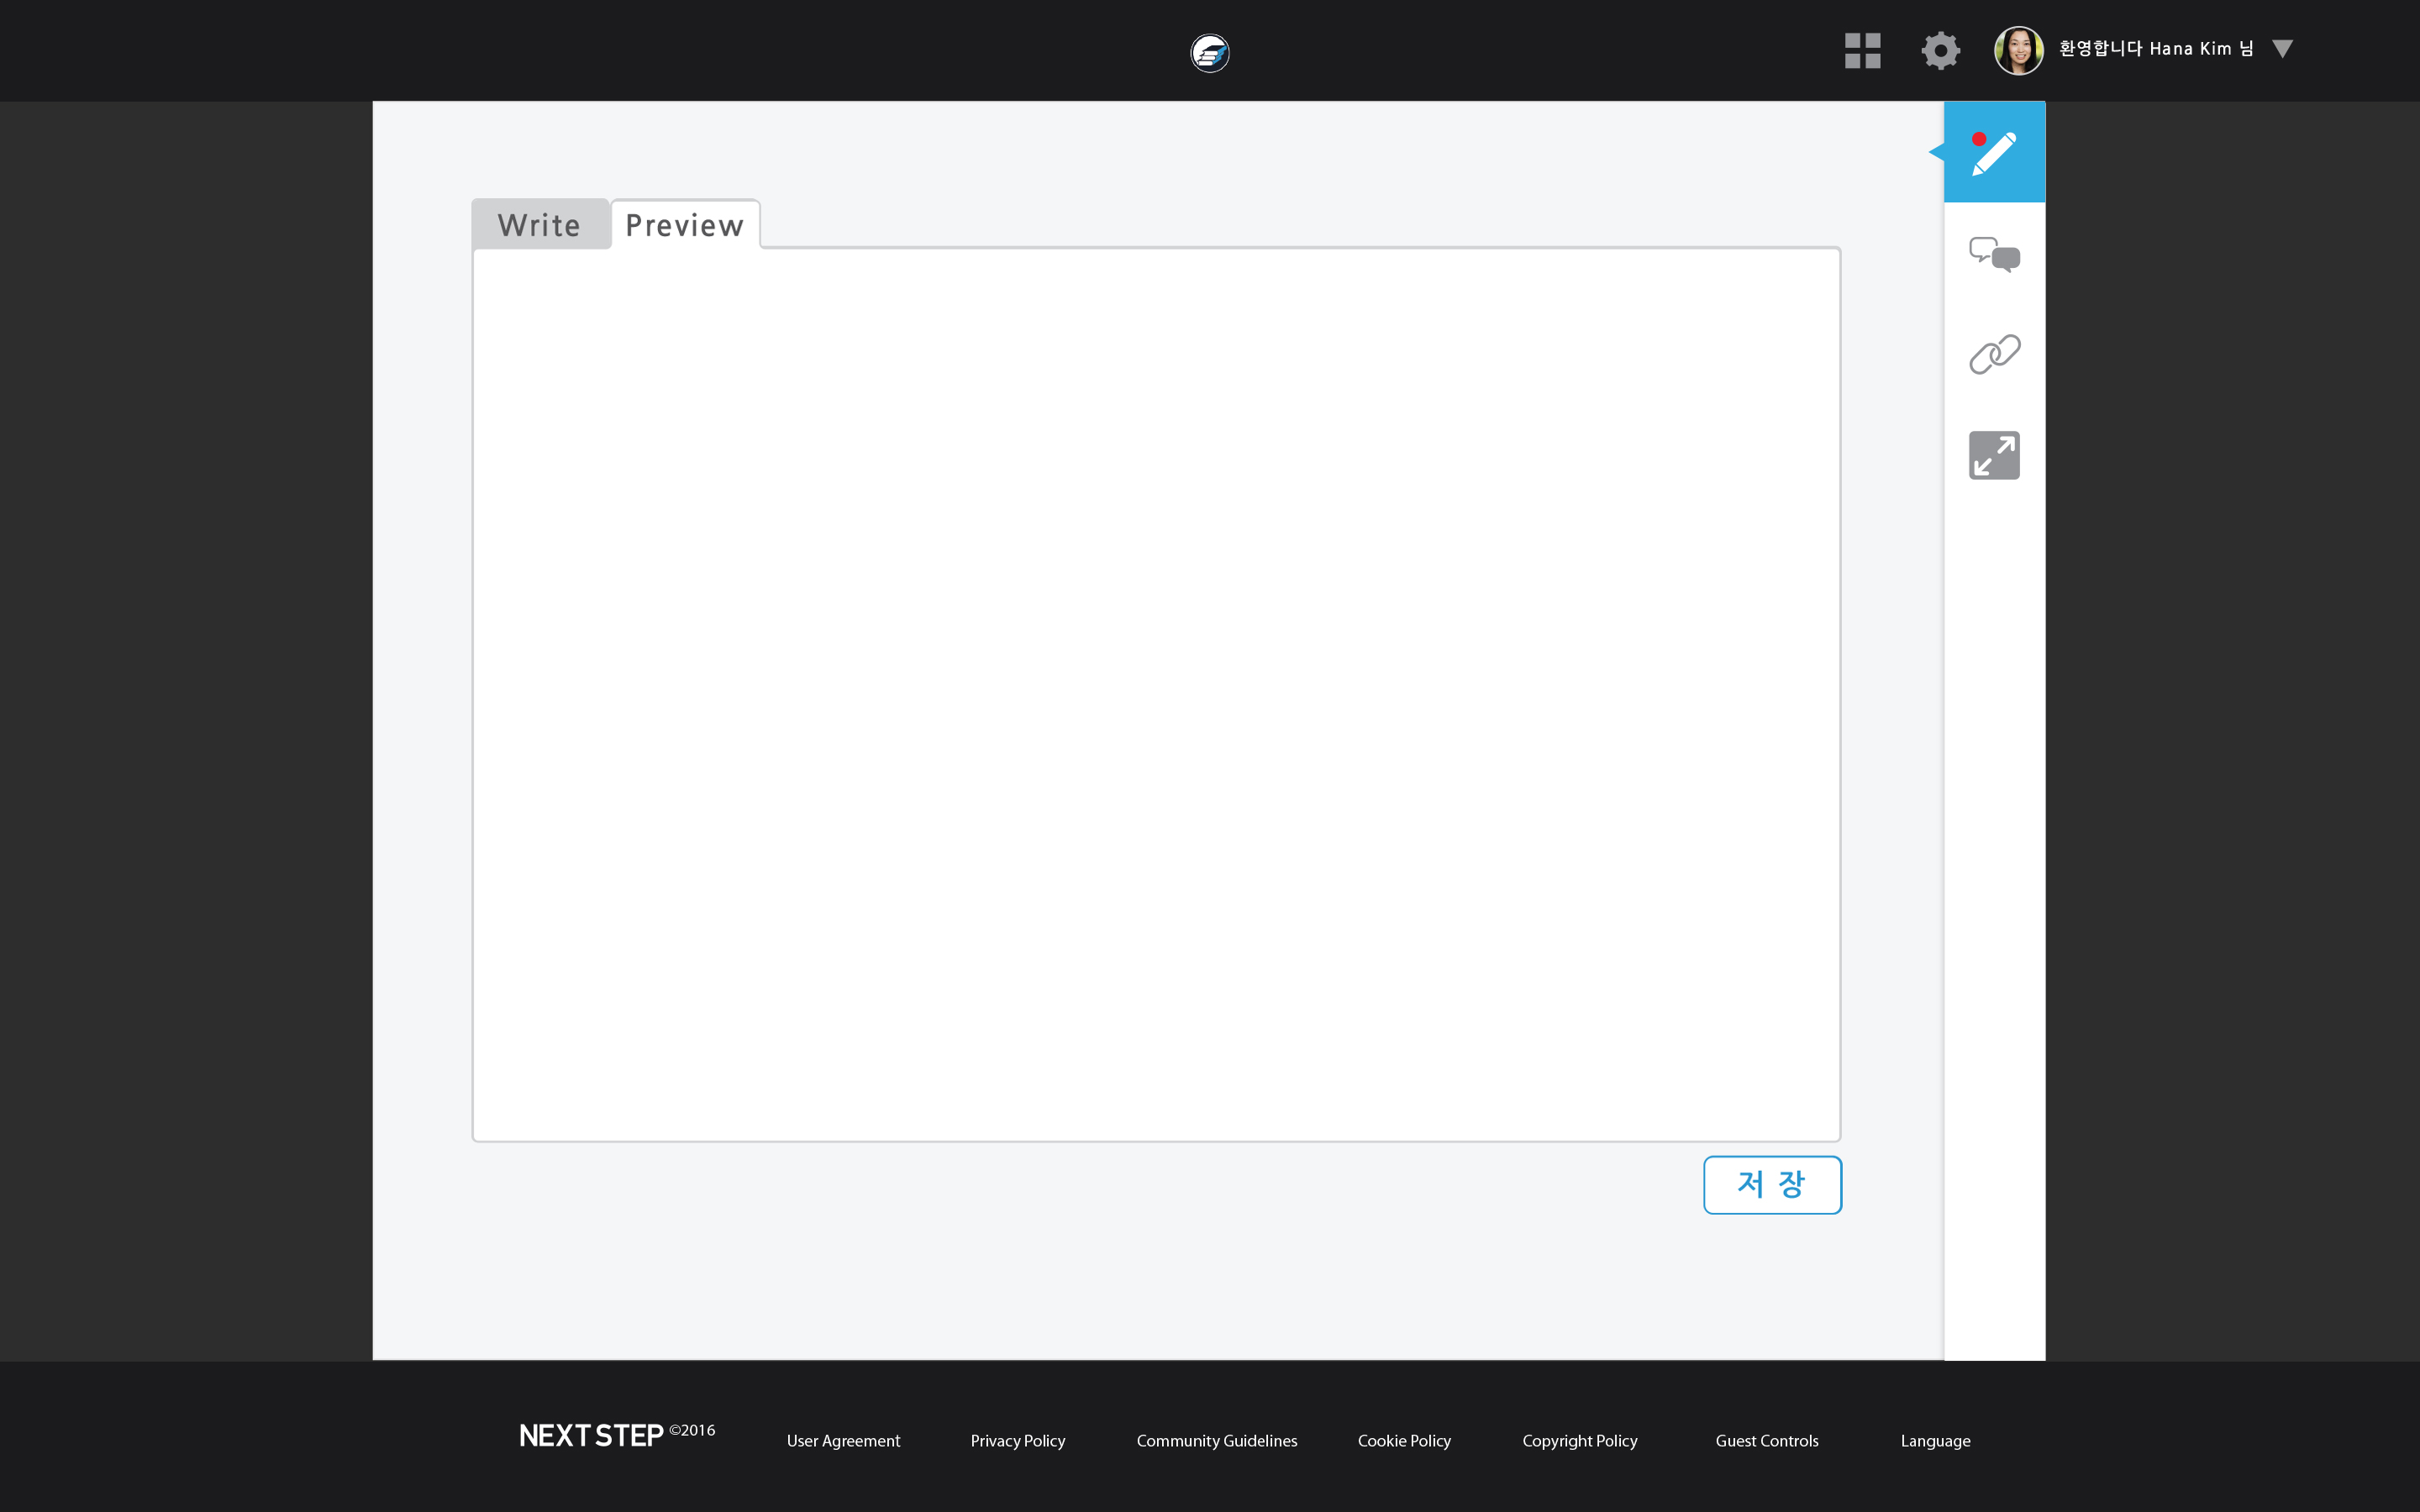 환영합니다 Hana Kim 님
Write Preview
저 장
NEXT STEP ©2016 User Agreement Privacy Policy Community Guidelines Cookie Policy Copyright Policy Guest Controls Language